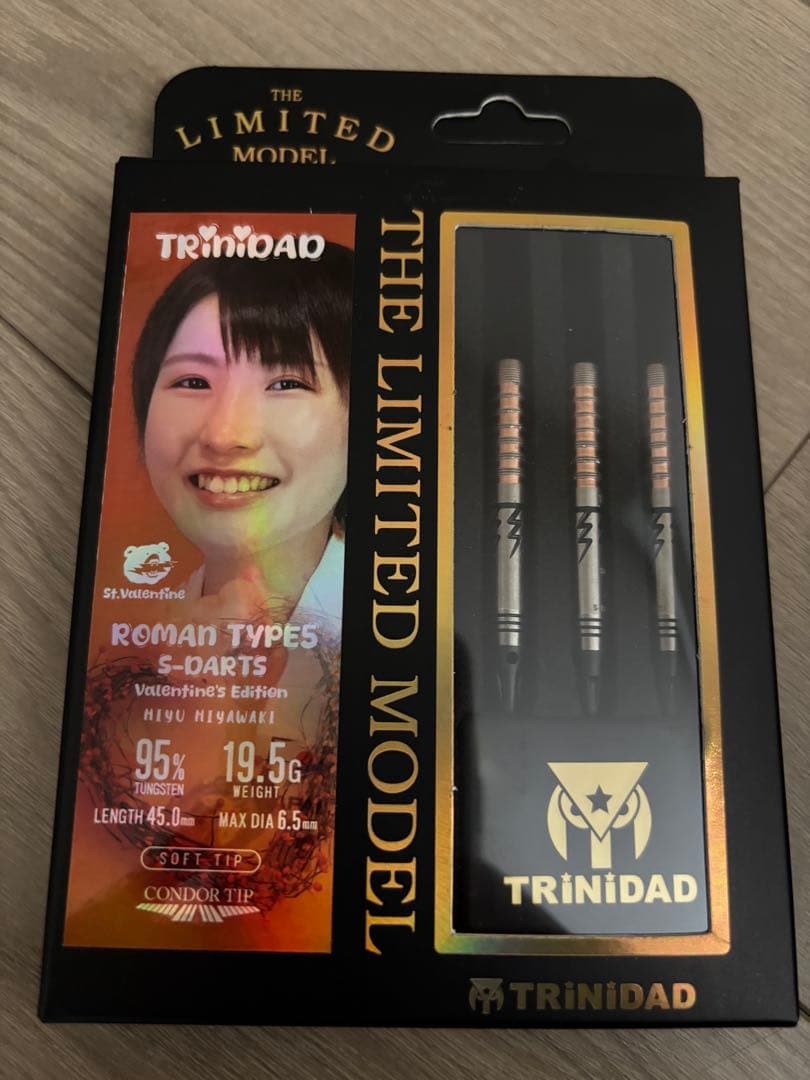 THE
LIMITED
MODEL
TRiNiDAD
St.Valentine
ROMAN TYPE5
S-DARTS
Valentine's Edition
MIYU MIYAWAKI
95% TUNGSTEN
19.5G WEIGHT
LENGTH 45.0mm MAX DIA 6.5mm
SOFT TIP
CONDOR TIP
THE LIMITED MODEL
TRiNiDAD
TRiNiDAD